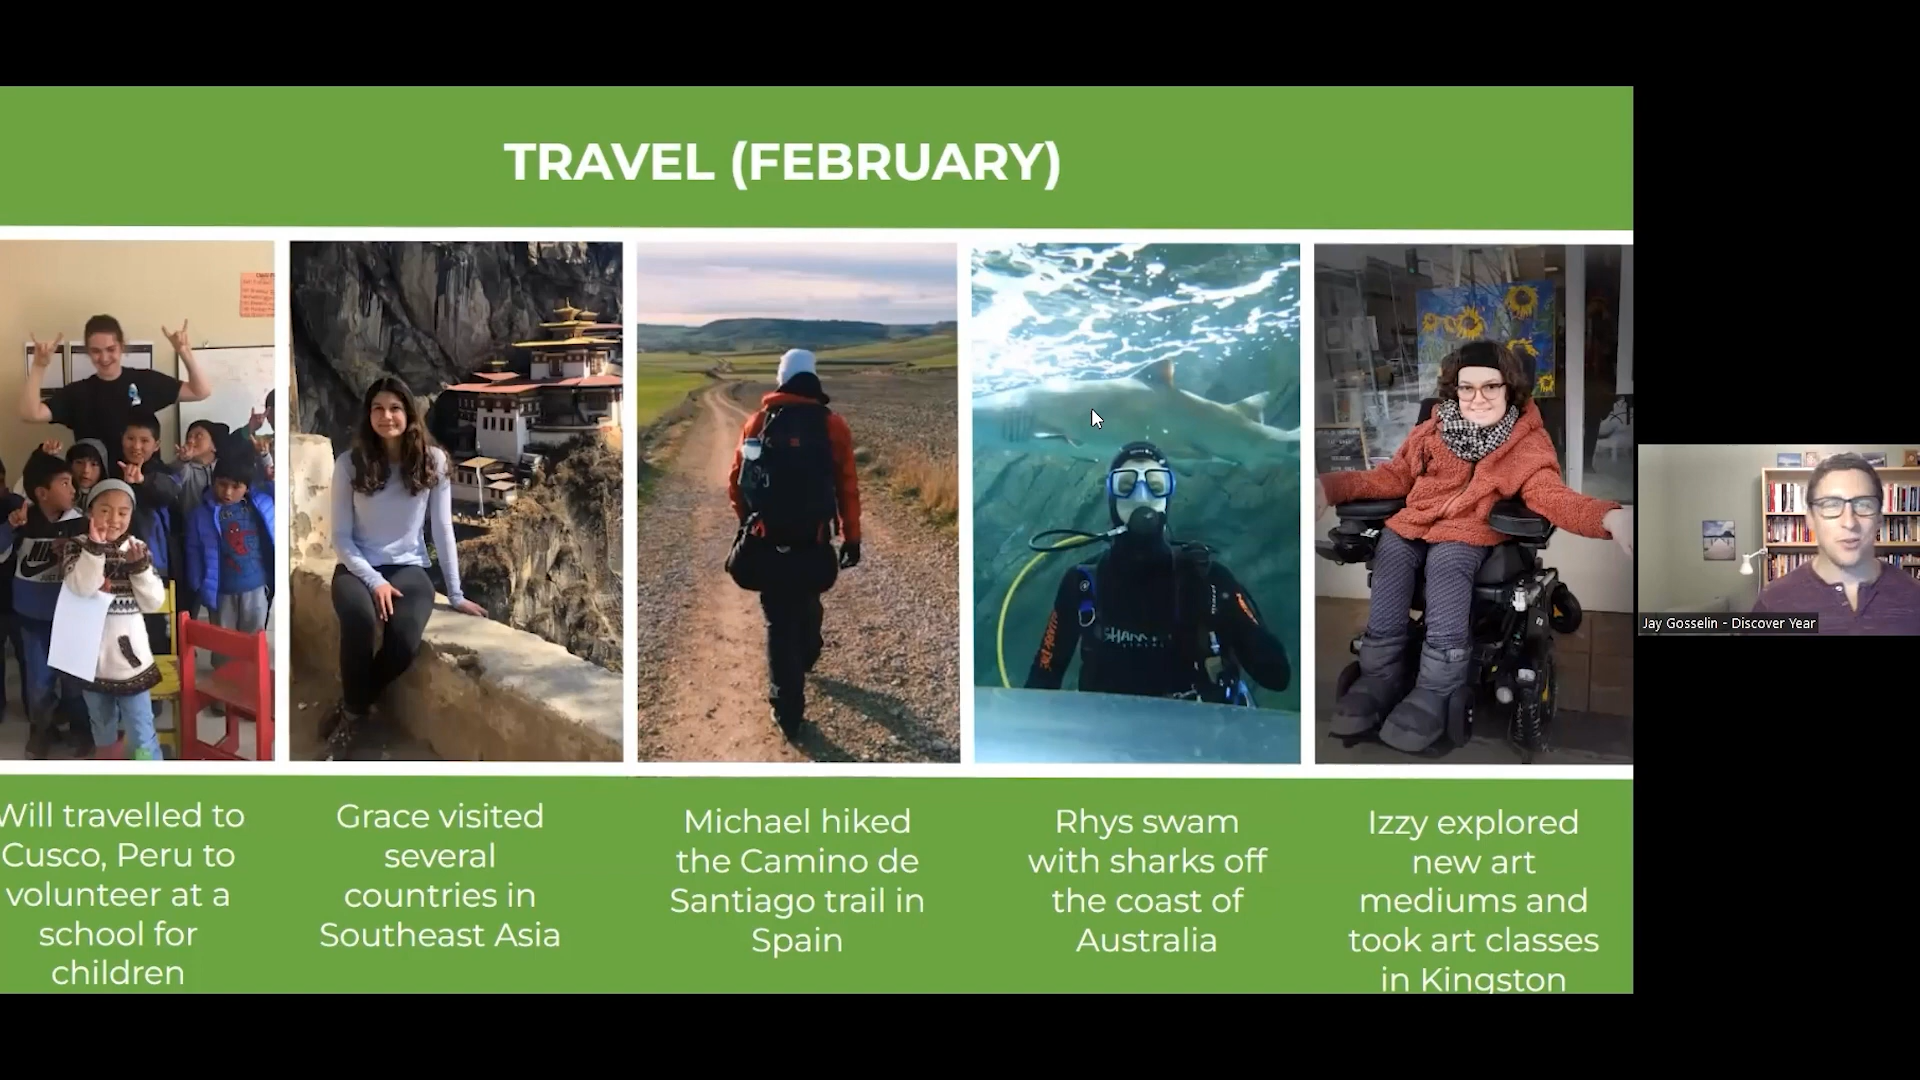 TRAVEL (FEBRUARY)
Will travelled to
Cusco, Peru to
volunteer at a
school for
children
Grace visited
several
countries in
Southeast Asia
Michael hiked
the Camino de
Santiago trail in
Spain
Rhys swam
with sharks off
the coast of
Australia
Izzy explored
new art
mediums and
took art classes
in Kingston
Jay Gosselin - Discover Year